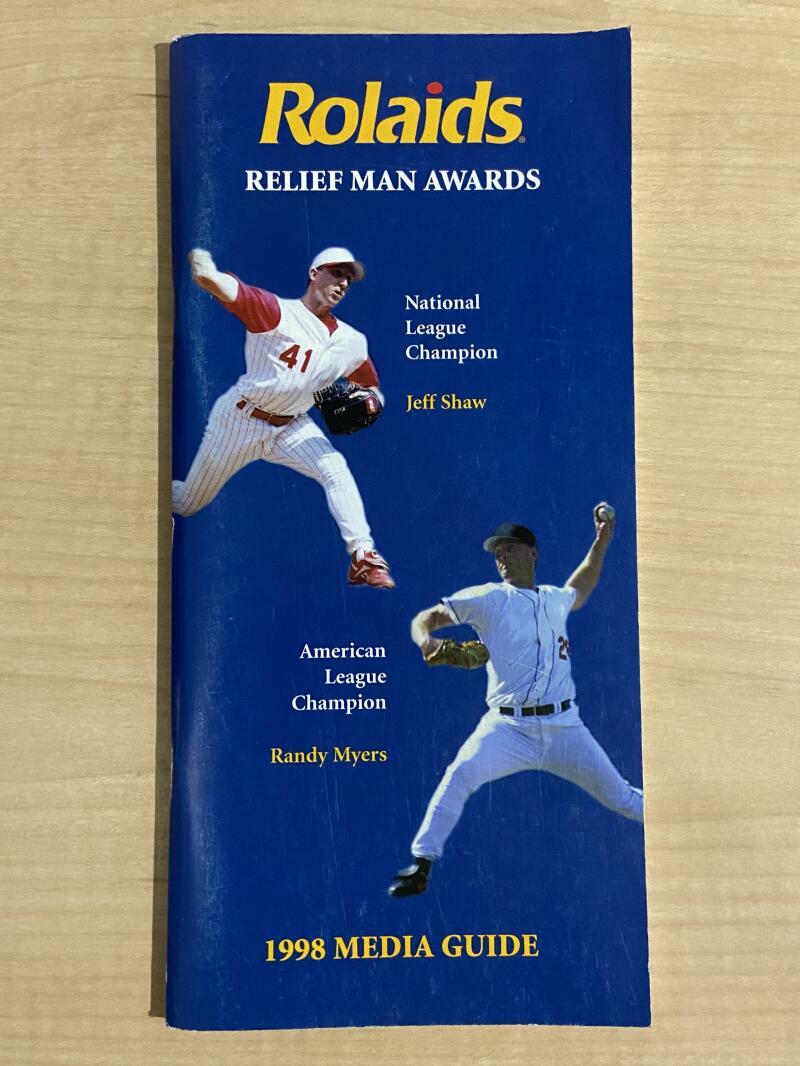 Rolaids®
RELIEF MAN AWARDS
National
League
Champion
Jeff Shaw
41
American
League
Champion
Randy Myers
1998 MEDIA GUIDE